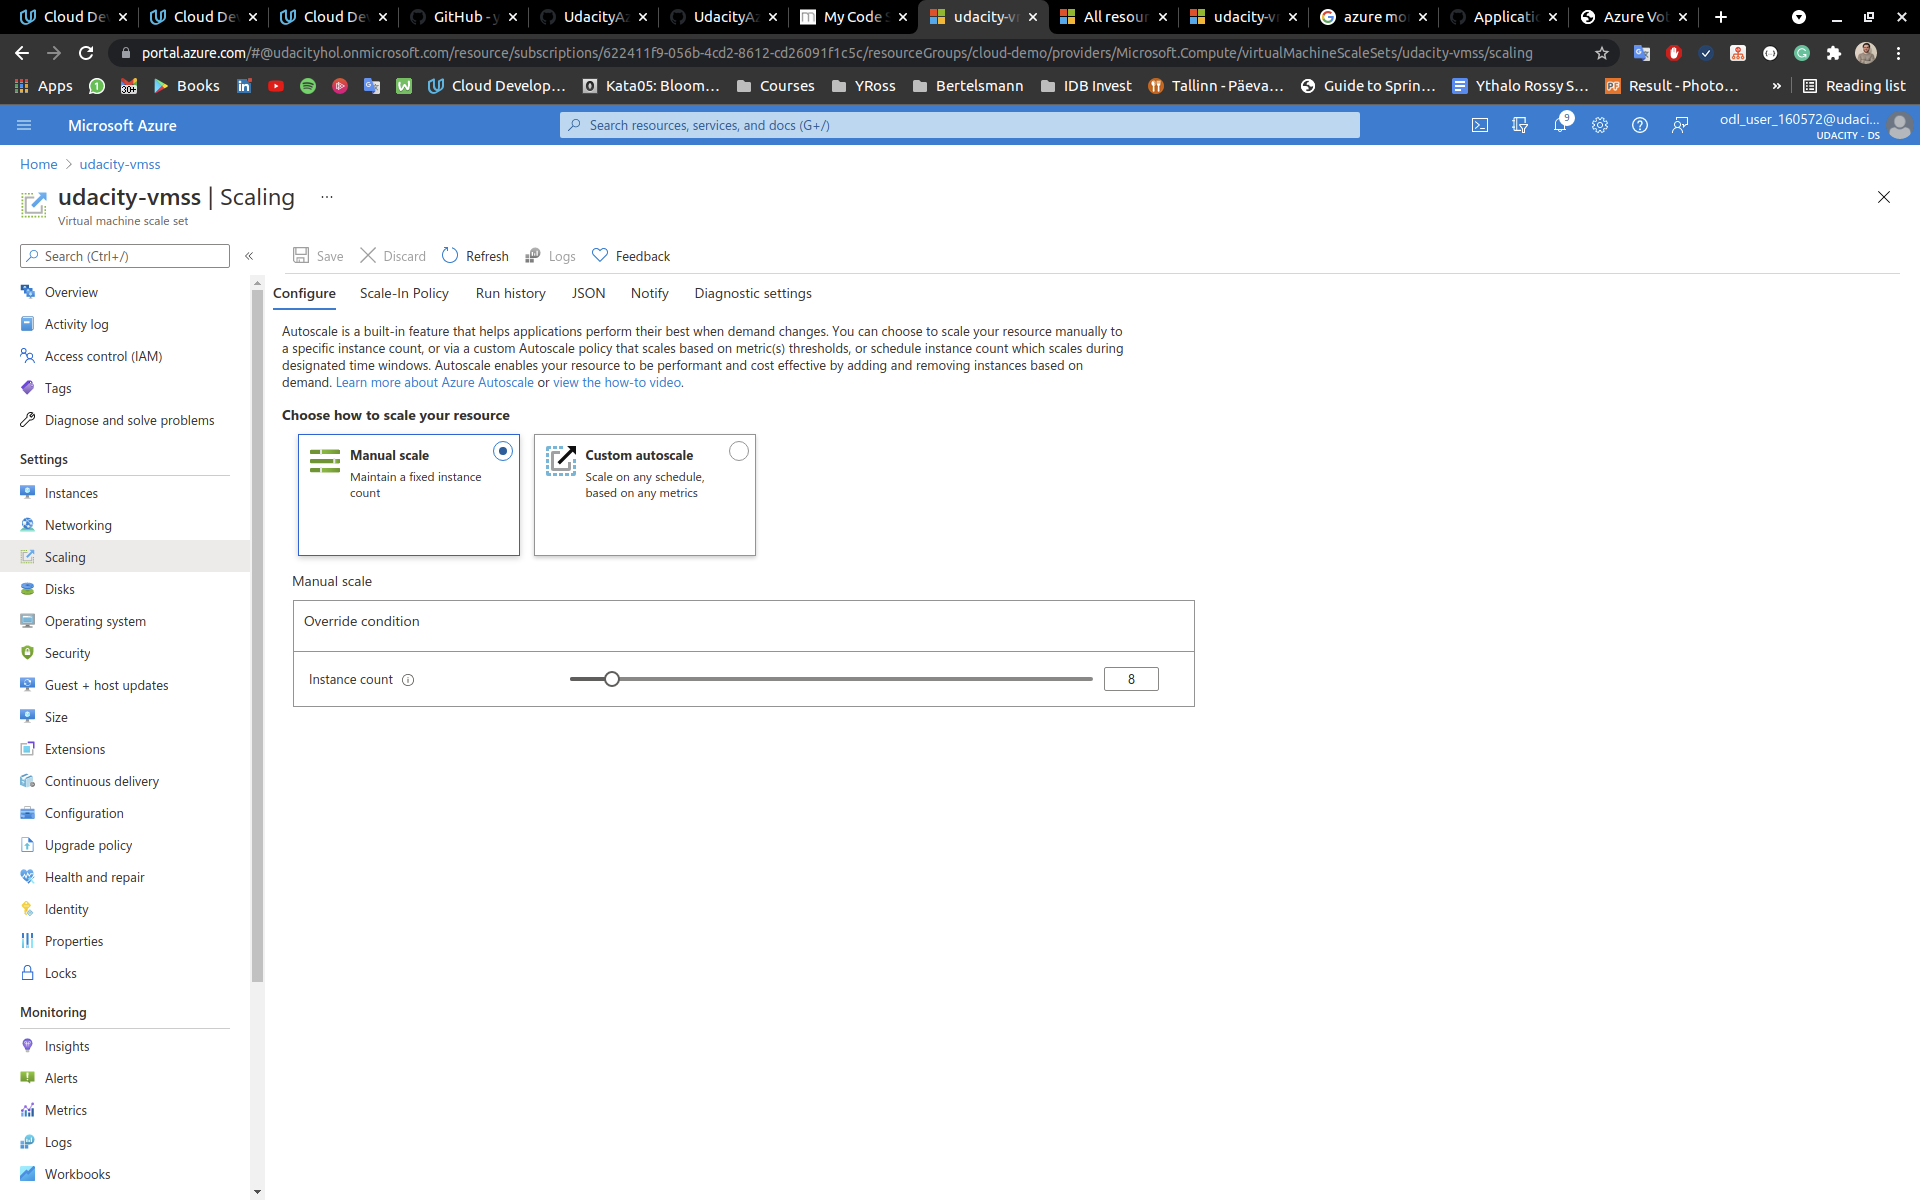 Cloud De
Cloud De
Cloud De
GitHub - y
UdacityAz
UdacityAz
My Code S
udacity-v
All resour
udacity-v
azure mo
Applicati
Azure Vo
portal.azure.com/#@udacityhol.onmicrosoft.com/resource/subscriptions/622411f9-056b-4cd2-8612-cd26091f1c5c/resourceGroups/cloud-demo/providers/Microsoft.Compute/virtualMachineScaleSets/udacity-vmss/scaling
Apps
30+
Books
Cloud Develop...
Kata05: Bloom...
Courses
YRoss
Bertelsmann
IDB Invest
Tallinn - Päeva...
Guide to Sprin...
Ythalo Rossy S...
Result - Photo...
»
Reading list
Microsoft Azure
Search resources, services, and docs (G+/)
9
odl_user_160572@udaci...
UDACITY - DS
Home > udacity-vmss
udacity-vmss | Scaling ...
Virtual machine scale set
Search (Ctrl+/)
«
Save
Discard
Refresh
Logs
Feedback
Overview
Activity log
Access control (IAM)
Tags
Diagnose and solve problems
Settings
Instances
Networking
Scaling
Disks
Operating system
Security
Guest + host updates
Size
Extensions
Continuous delivery
Configuration
Upgrade policy
Health and repair
Identity
Properties
Locks
Monitoring
Insights
Alerts
Metrics
Logs
Workbooks
Configure
Scale-In Policy
Run history
JSON
Notify
Diagnostic settings
Autoscale is a built-in feature that helps applications perform their best when demand changes. You can choose to scale your resource manually to
a specific instance count, or via a custom Autoscale policy that scales based on metric(s) thresholds, or schedule instance count which scales during
designated time windows. Autoscale enables your resource to be performant and cost effective by adding and removing instances based on
demand. Learn more about Azure Autoscale or view the how-to video.
Choose how to scale your resource
Manual scale
Maintain a fixed instance
count
Custom autoscale
Scale on any schedule,
based on any metrics
Manual scale
Override condition
Instance count
8